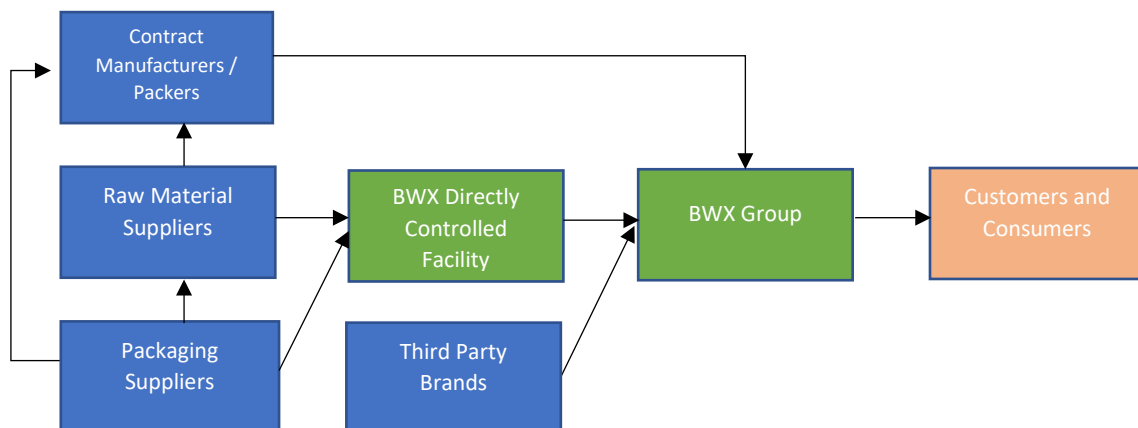 Contract
Manufacturers /
Packers
Raw Material
Suppliers
BWX Directly
Controlled
Facility
BWX Group
Customers and
Consumers
Packaging
Suppliers
Third Party
Brands